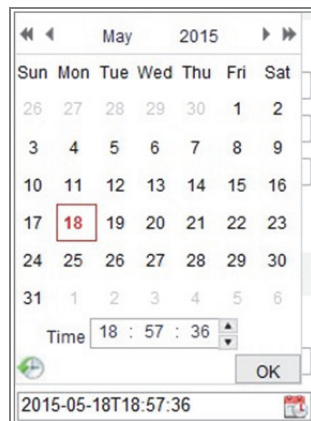 May 2015
Sun Mon Tue Wed Thu Fri Sat
26 27 28 29 30 1 2
3 4 5 6 7 8 9
10 11 12 13 14 15 16
17 18 19 20 21 22 23
24 25 26 27 28 29 30
31 1 2 3 4 5 6
Time 18 : 57 : 36
OK
2015-05-18T18:57:36